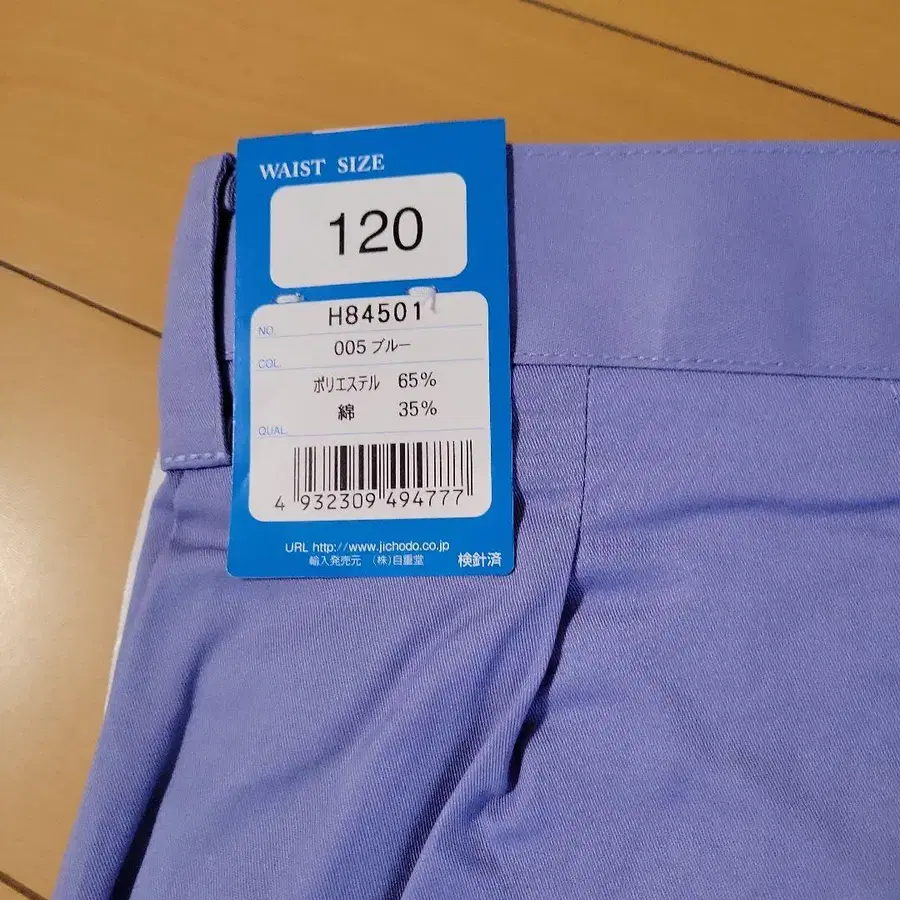 WAIST SIZE
120
NO. H84501
COL. 005 ブルー
ポリエステル 65%
綿 35%
QUAL.
4 932309 494777
URL http://www.jichodo.co.jp
輸入発売元 (株)自重堂 検針済